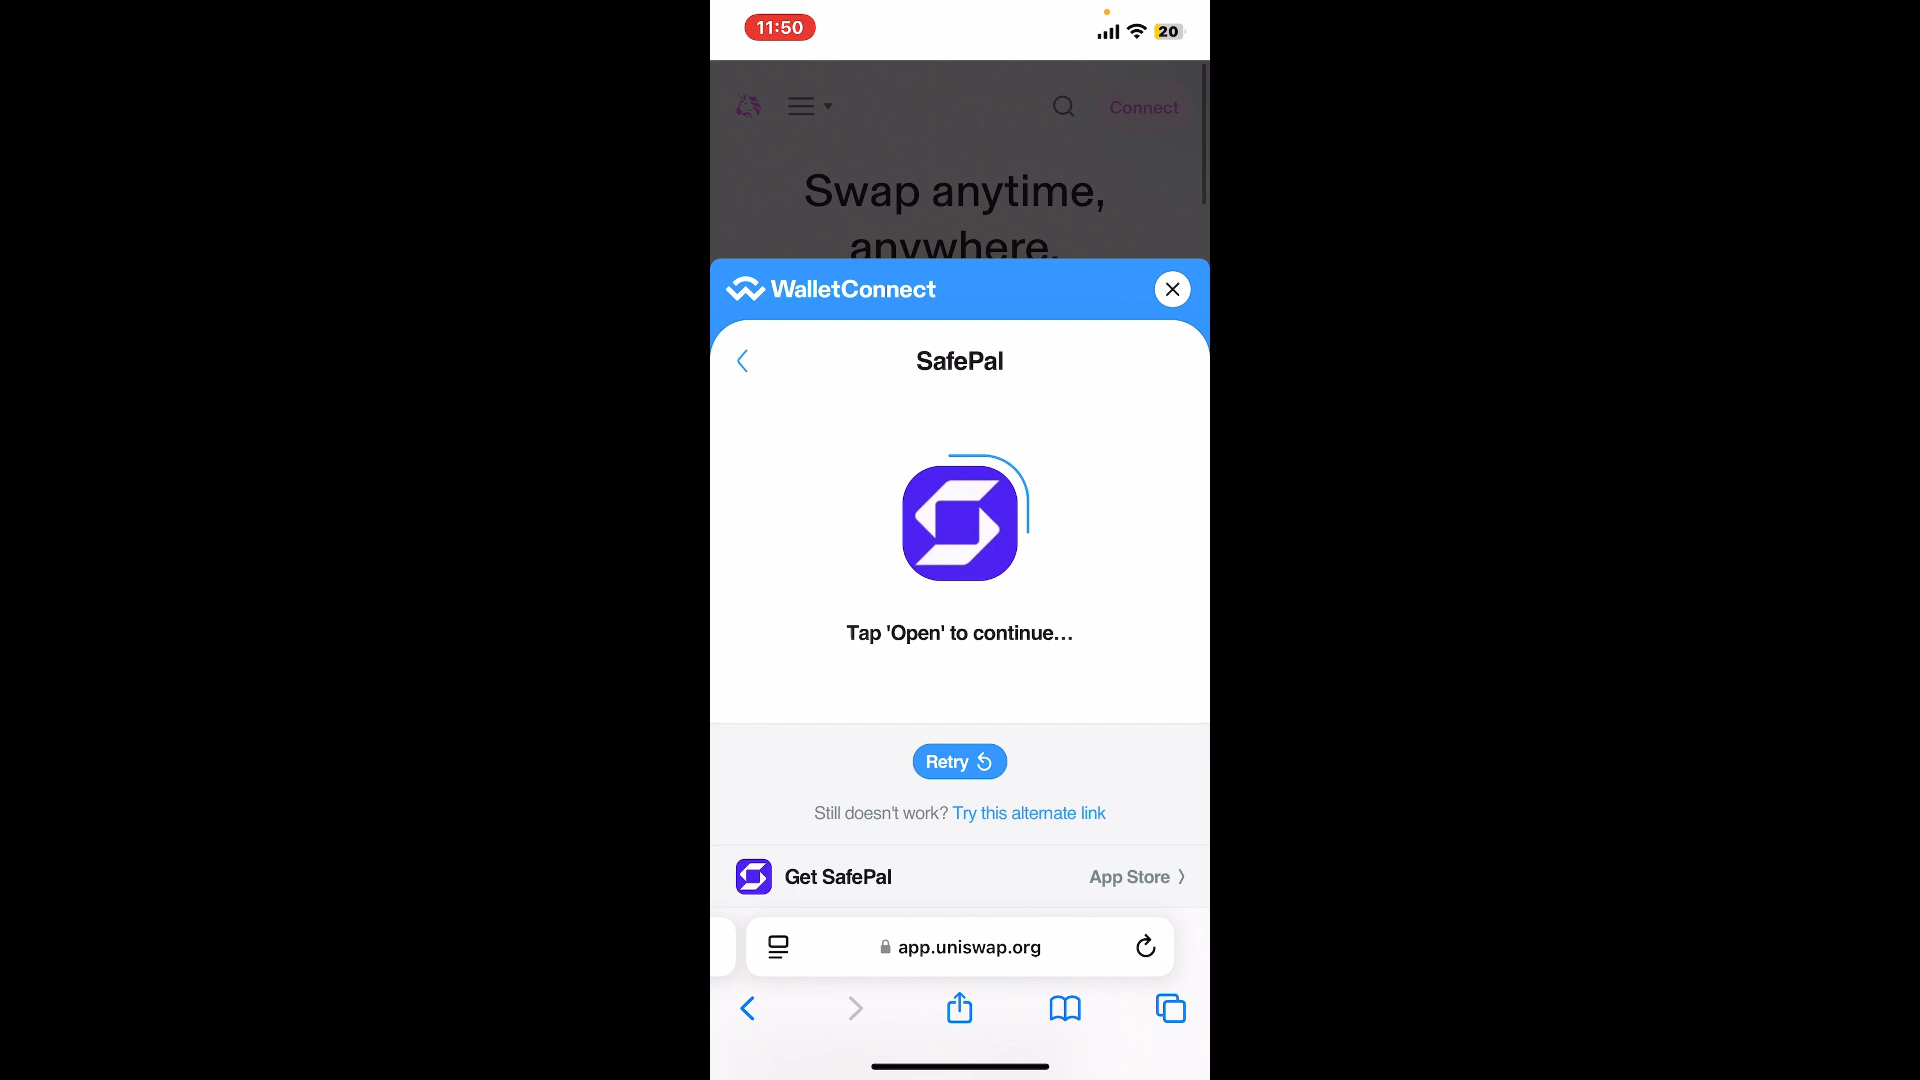 11:50
20
Connect
Swap anytime,
anywhere.
WalletConnect
SafePal
Tap 'Open' to continue...
Retry
Still doesn't work? Try this alternate link
Get SafePal
App Store
app.uniswap.org